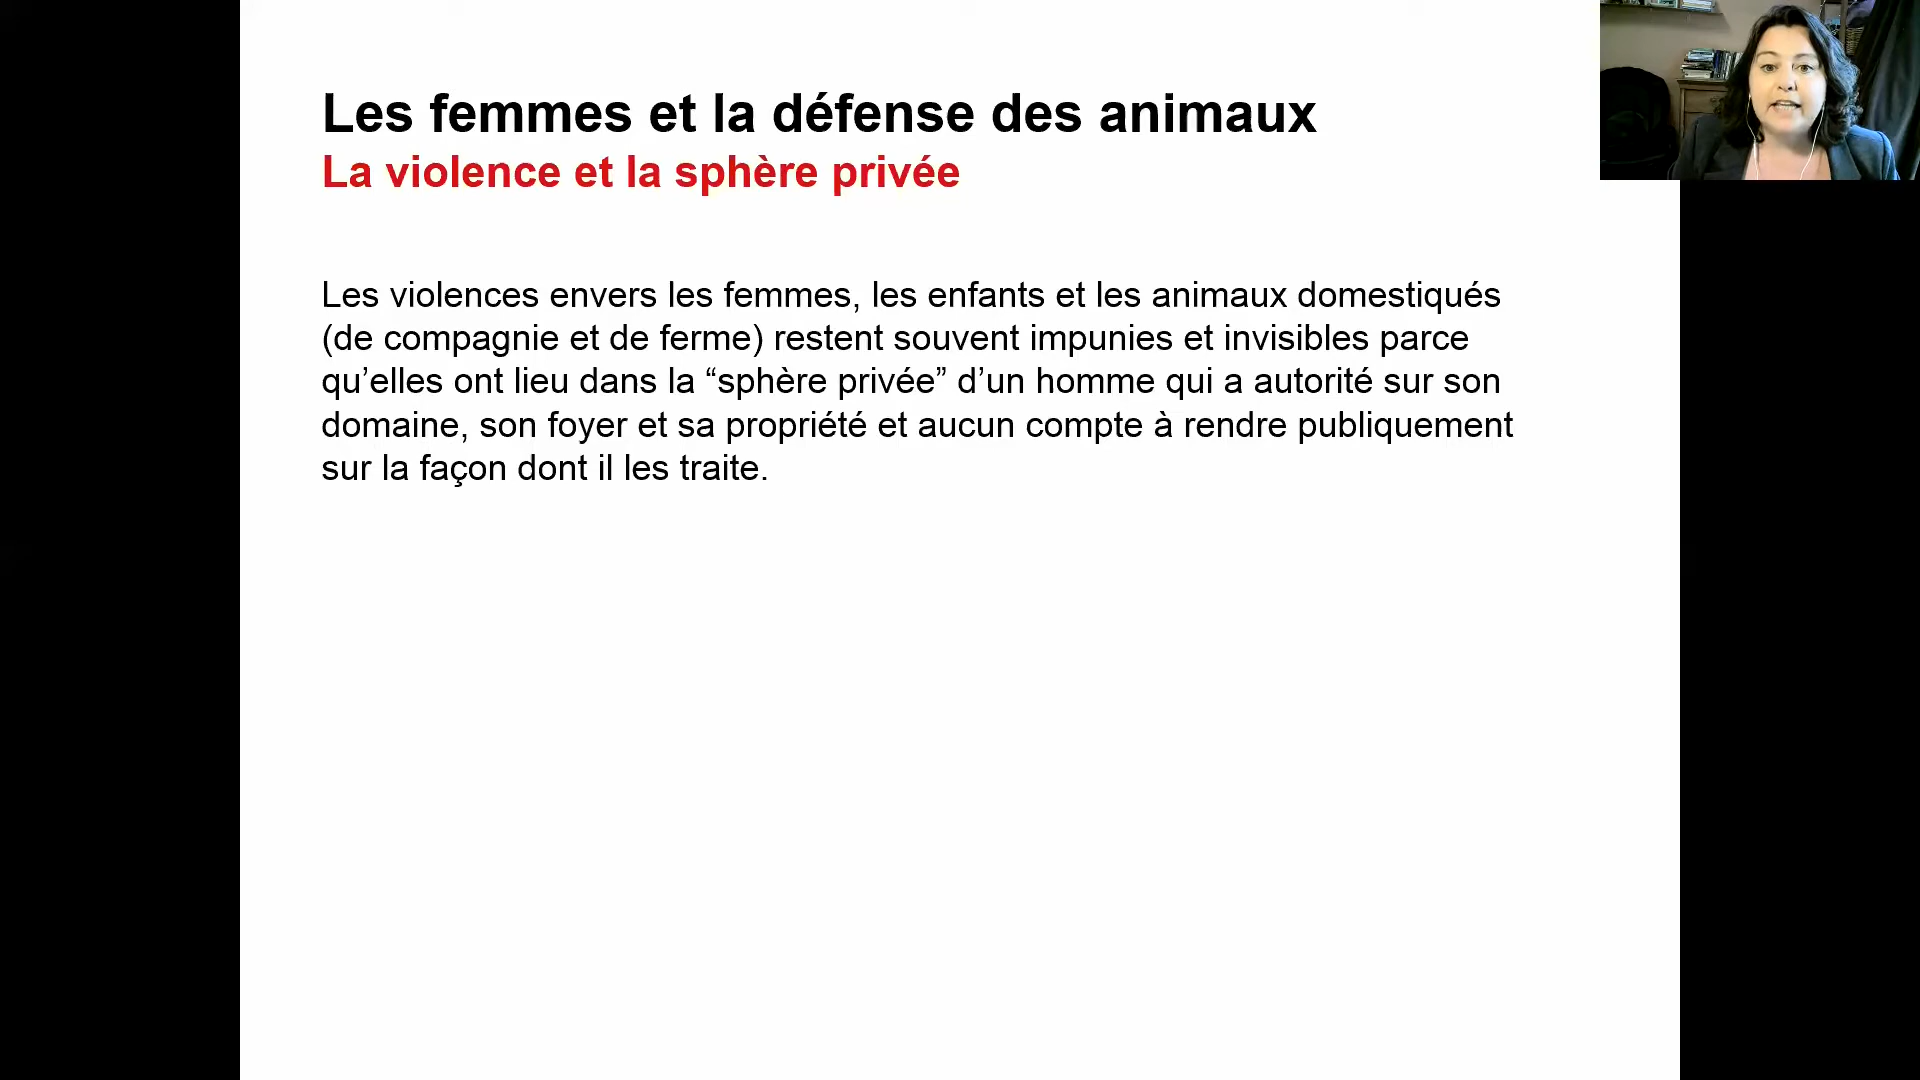 Les femmes et la défense des animaux
La violence et la sphère privée
Les violences envers les femmes, les enfants et les animaux domestiqués
(de compagnie et de ferme) restent souvent impunies et invisibles parce
qu’elles ont lieu dans la “sphère privée” d’un homme qui a autorité sur son
domaine, son foyer et sa propriété et aucun compte à rendre publiquement
sur la façon dont il les traite.